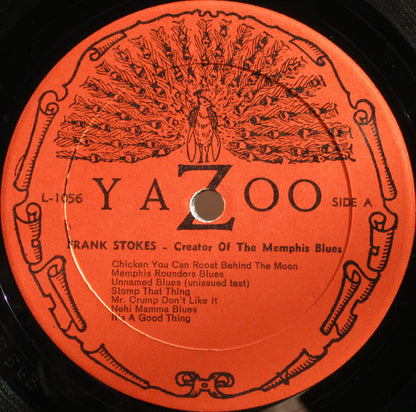 L-1056
YAZOO
SIDE A
FRANK STOKES - Creator Of The Memphis Blues
Chicken You Can Roost Behind The Moon
Memphis Rounders Blues
Unnamed Blues (unissued test)
Stomp That Thing
Mr. Crump Don't Like It
Nehi Mamma Blues
It's A Good Thing